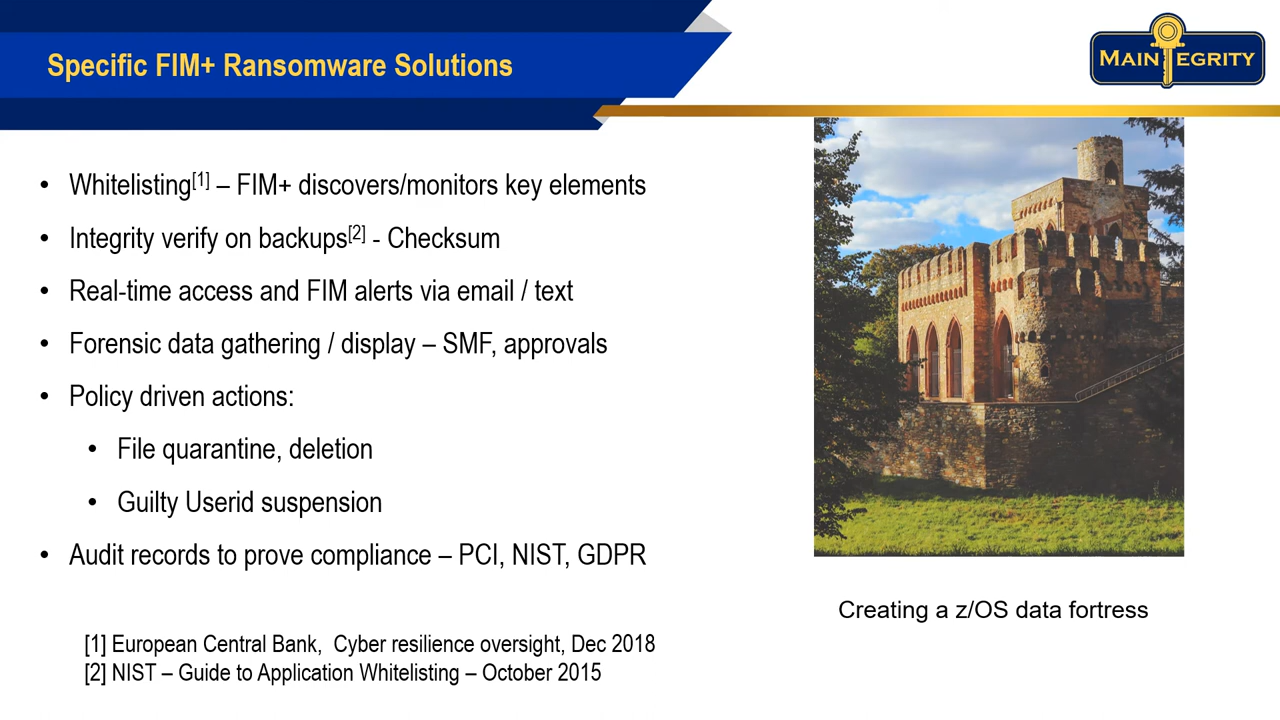 Specific FIM+ Ransomware Solutions
MAINTEGRITY
• Whitelisting[1] – FIM+ discovers/monitors key elements
• Integrity verify on backups[2] - Checksum
• Real-time access and FIM alerts via email / text
• Forensic data gathering / display – SMF, approvals
• Policy driven actions:
• File quarantine, deletion
• Guilty Userid suspension
• Audit records to prove compliance – PCI, NIST, GDPR
[1] European Central Bank, Cyber resilience oversight, Dec 2018
[2] NIST – Guide to Application Whitelisting – October 2015
Creating a z/OS data fortress